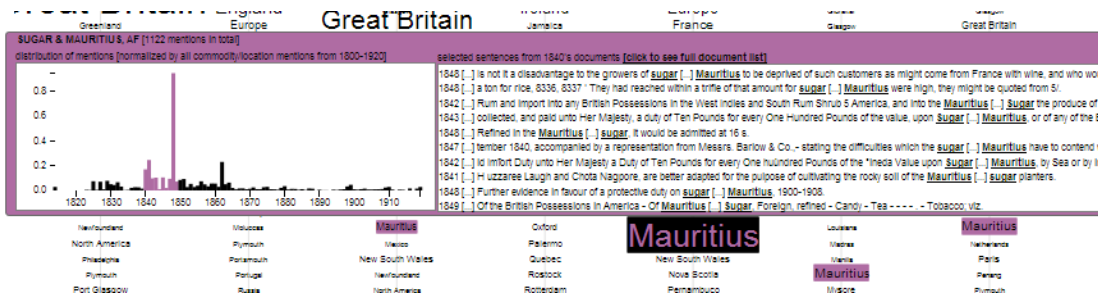 Great Britain England Great Britain Ireland Europe Glasgow
Greenland Europe Jamaica France Glasgow Great Britain
SUGAR & MAURITIUS, AF [1122 mentions in total]
distribution of mentions [normalized by all commodity/location mentions from 1800-1920]
0.8
0.6
0.4
0.2
0.0
1820 1830 1840 1850 1860 1870 1880 1890 1900 1910
selected sentences from 1840's documents [click to see full document list]
1848 [...] is not it a disadvantage to the growers of sugar [...] Mauritius to be deprived of such customers as might come from France with wine, and who wou
1848 [...] a ton for rice, 8336, 8337 ' They had reached within a trifle of that amount for sugar [...] Mauritius were high, they might be quoted from 5/.
1842 [...] Rum and Import into any British Possessions in the West Indies and South Rum Shrub 5 America, and into the Mauritius [...] Sugar the produce of
1843 [...] collected, and paid unto Her Majesty, a duty of Ten Pounds for every One Hundred Pounds of the value, upon Sugar [...] Mauritius, or of any of the
1848 [...] Refined in the Mauritius [...] sugar, it would be admitted at 16 s.
1847 [...] tember 1840, accompanied by a representation from Messrs. Barlow & Co.,- stating the difficulties which the sugar [...] Mauritius have to contend
1842 [...] id Imfort Duty unto Her Majesty a Duty of Ten Pounds for every One huúndred Pounds of the "Ineda Value upon Sugar [...] Mauritius, by Sea or by
1841 [...] H uzzaree Laugh and Chota Nagpore, are better adapted for the pulpose of cultivating the rocky soil of the Mauritius [...] sugar planters.
1848 [...] Further evidence in favour of a protective duty on sugar [...] Mauritius, 1900-1908.
1849 [...] Of the British Possessions in America - Of Mauritius [...] Sugar, Foreign, refined - Candy - Tea - - - - . - Tobacco; viz.
Newfoundland Moluccas Mauritius Oxford Mauritius Louisiana Mauritius
North America Plymouth Mexico Palermo Madras Netherlands
Philadelphia Portsmouth New South Wales Quebec New South Wales Manilla Paris
Plymouth Portugal Newfoundland Rostock Nova Scotia Mauritius Penang
Port Glasgow Russia North America Rotterdam Pernambuco Mysore Plymouth